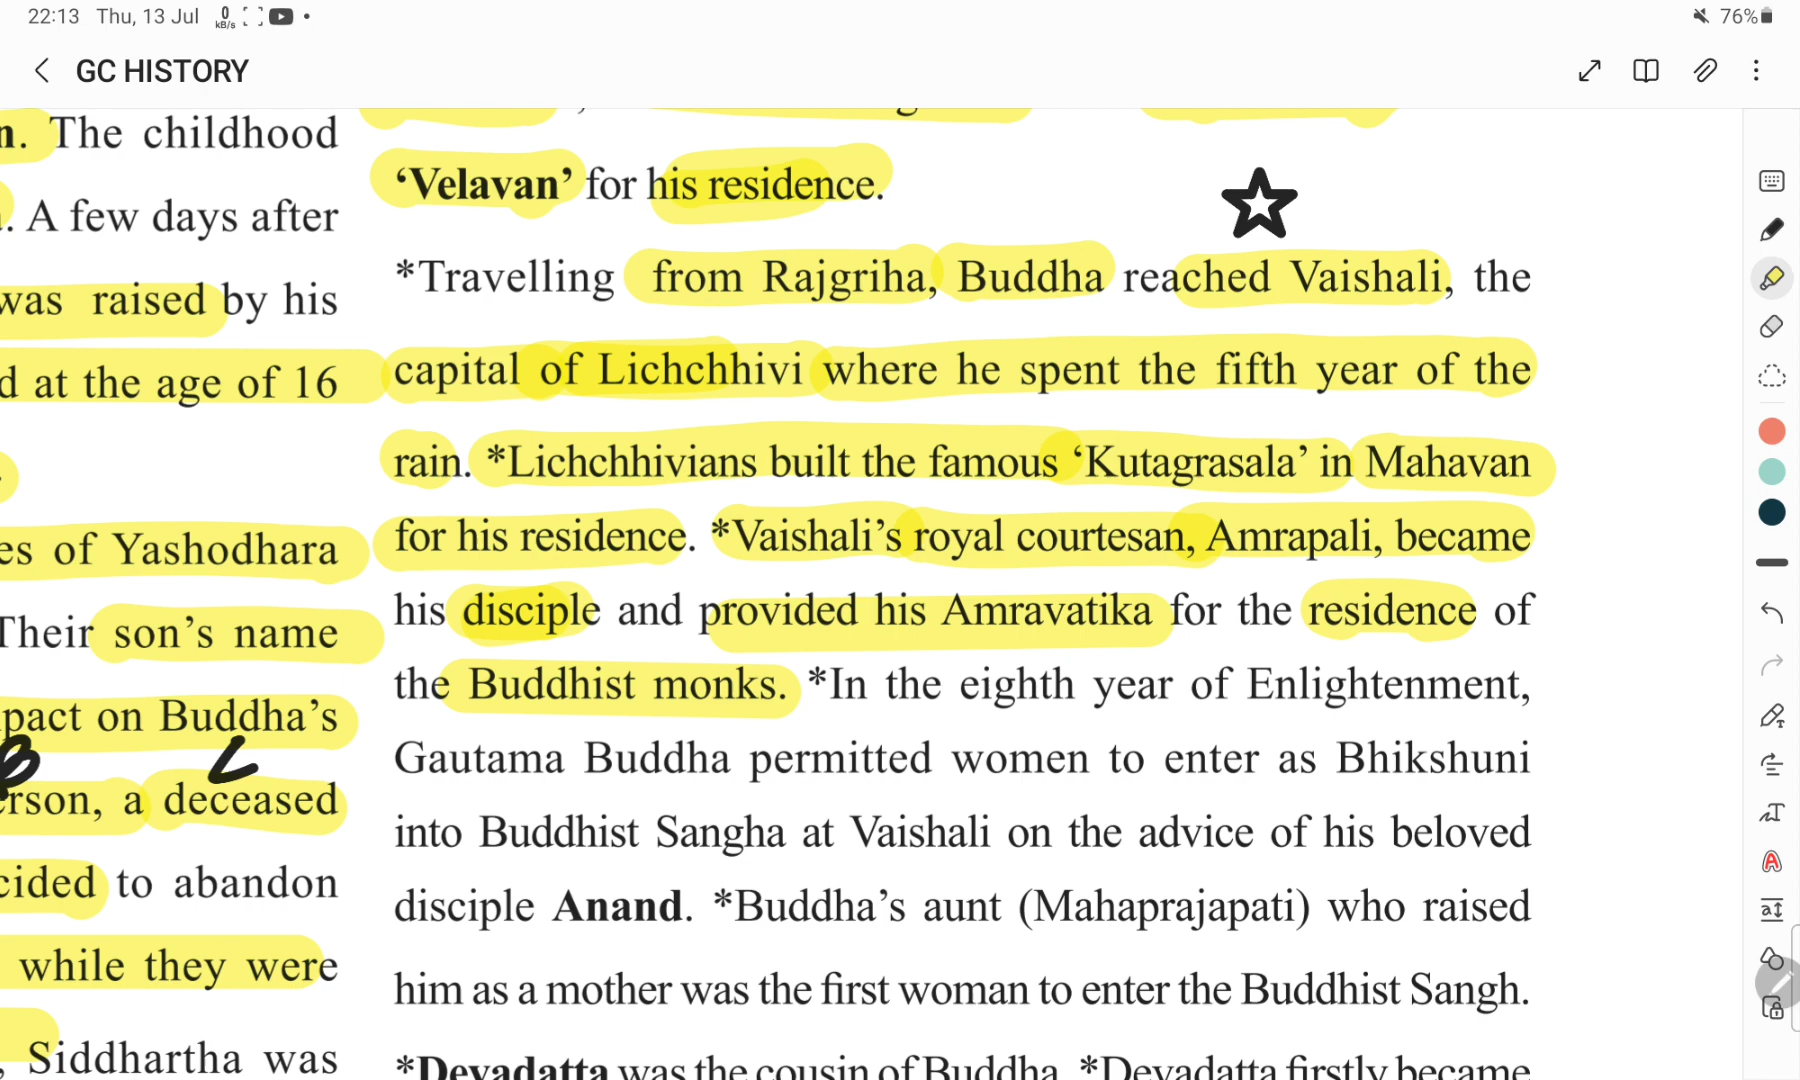 22:13 Thu, 13 Jul 0 kB/s 76%
GC HISTORY
n. The childhood
. A few days after
was raised by his
d at the age of 16
es of Yashodhara
Their son's name
pact on Buddha's
B L
erson, a deceased
cided to abandon
while they were
, Siddhartha was
‘Velavan’ for his residence.
*Travelling from Rajgriha, Buddha reached Vaishali, the
capital of Lichchhivi where he spent the fifth year of the
rain. *Lichchhivians built the famous ‘Kutagrasala’ in Mahavan
for his residence. *Vaishali’s royal courtesan, Amrapali, became
his disciple and provided his Amravatika for the residence of
the Buddhist monks. *In the eighth year of Enlightenment,
Gautama Buddha permitted women to enter as Bhikshuni
into Buddhist Sangha at Vaishali on the advice of his beloved
disciple Anand. *Buddha’s aunt (Mahaprajapati) who raised
him as a mother was the first woman to enter the Buddhist Sangh.
*Devadatta was the cousin of Buddha. *Devadatta firstly became